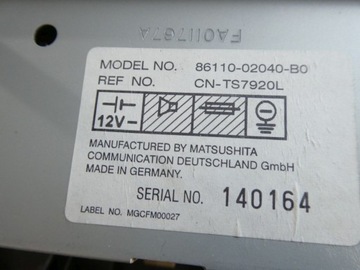 FA0117G7A
MODEL NO. 86110-02040-B0
REF NO. CN-TS7920L
12V
MANUFACTURED BY MATSUSHITA
COMMUNICATION DEUTSCHLAND GmbH
MADE IN GERMANY.
SERIAL NO. 140164
LABEL NO. MGCFM00027